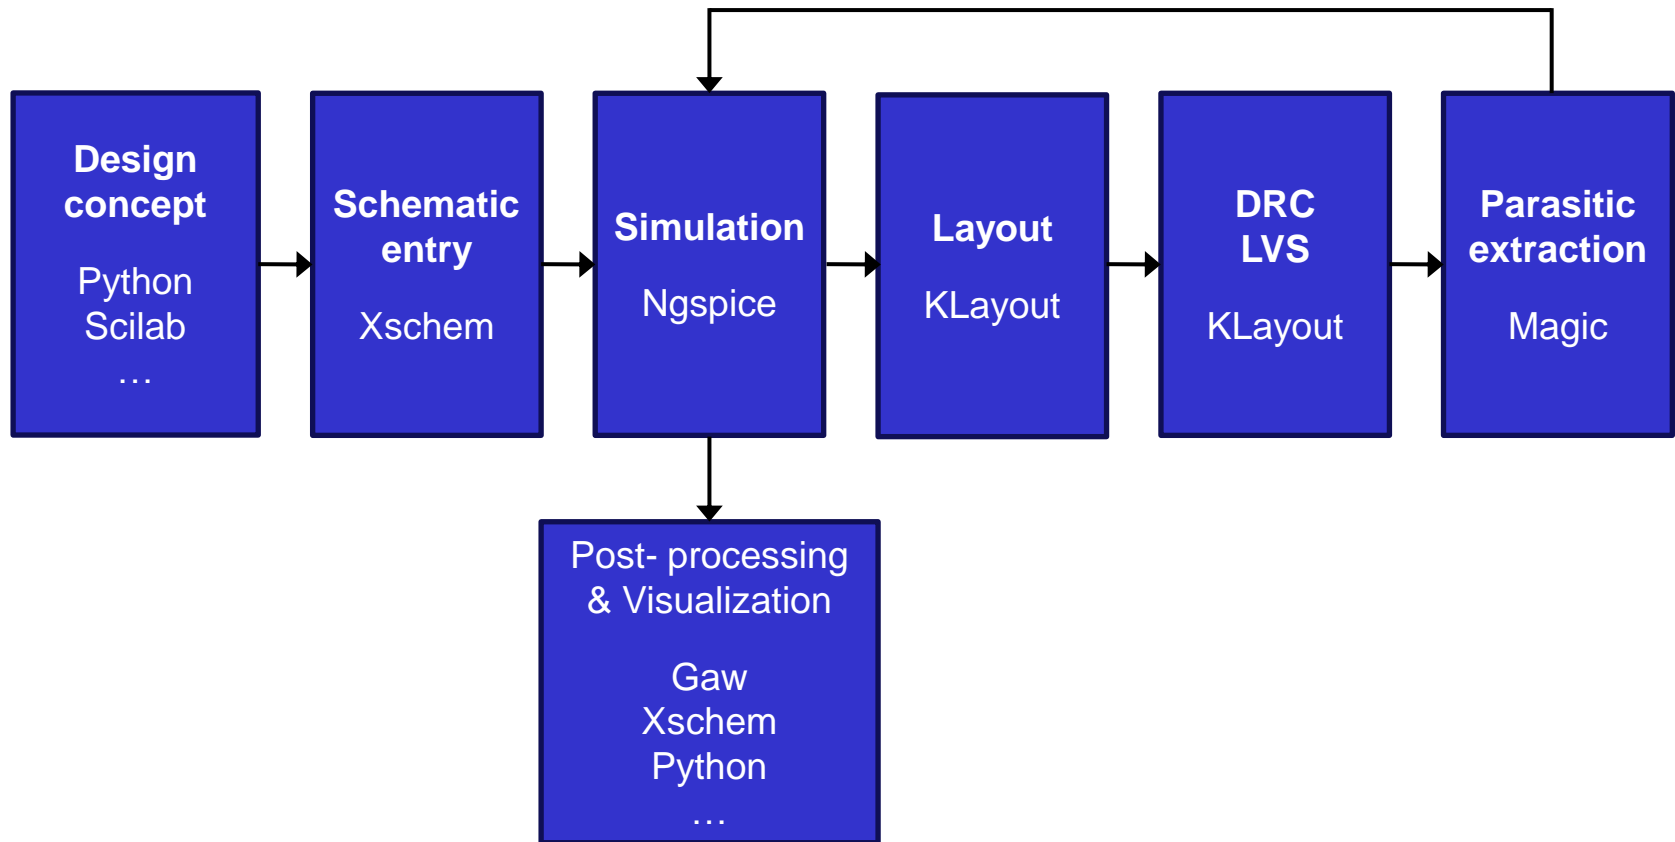 Design
concept
Python
Scilab
…
Schematic
entry
Xschem
Simulation
Ngspice
Layout
KLayout
DRC
LVS
KLayout
Parasitic
extraction
Magic
Post- processing
& Visualization
Gaw
Xschem
Python
…